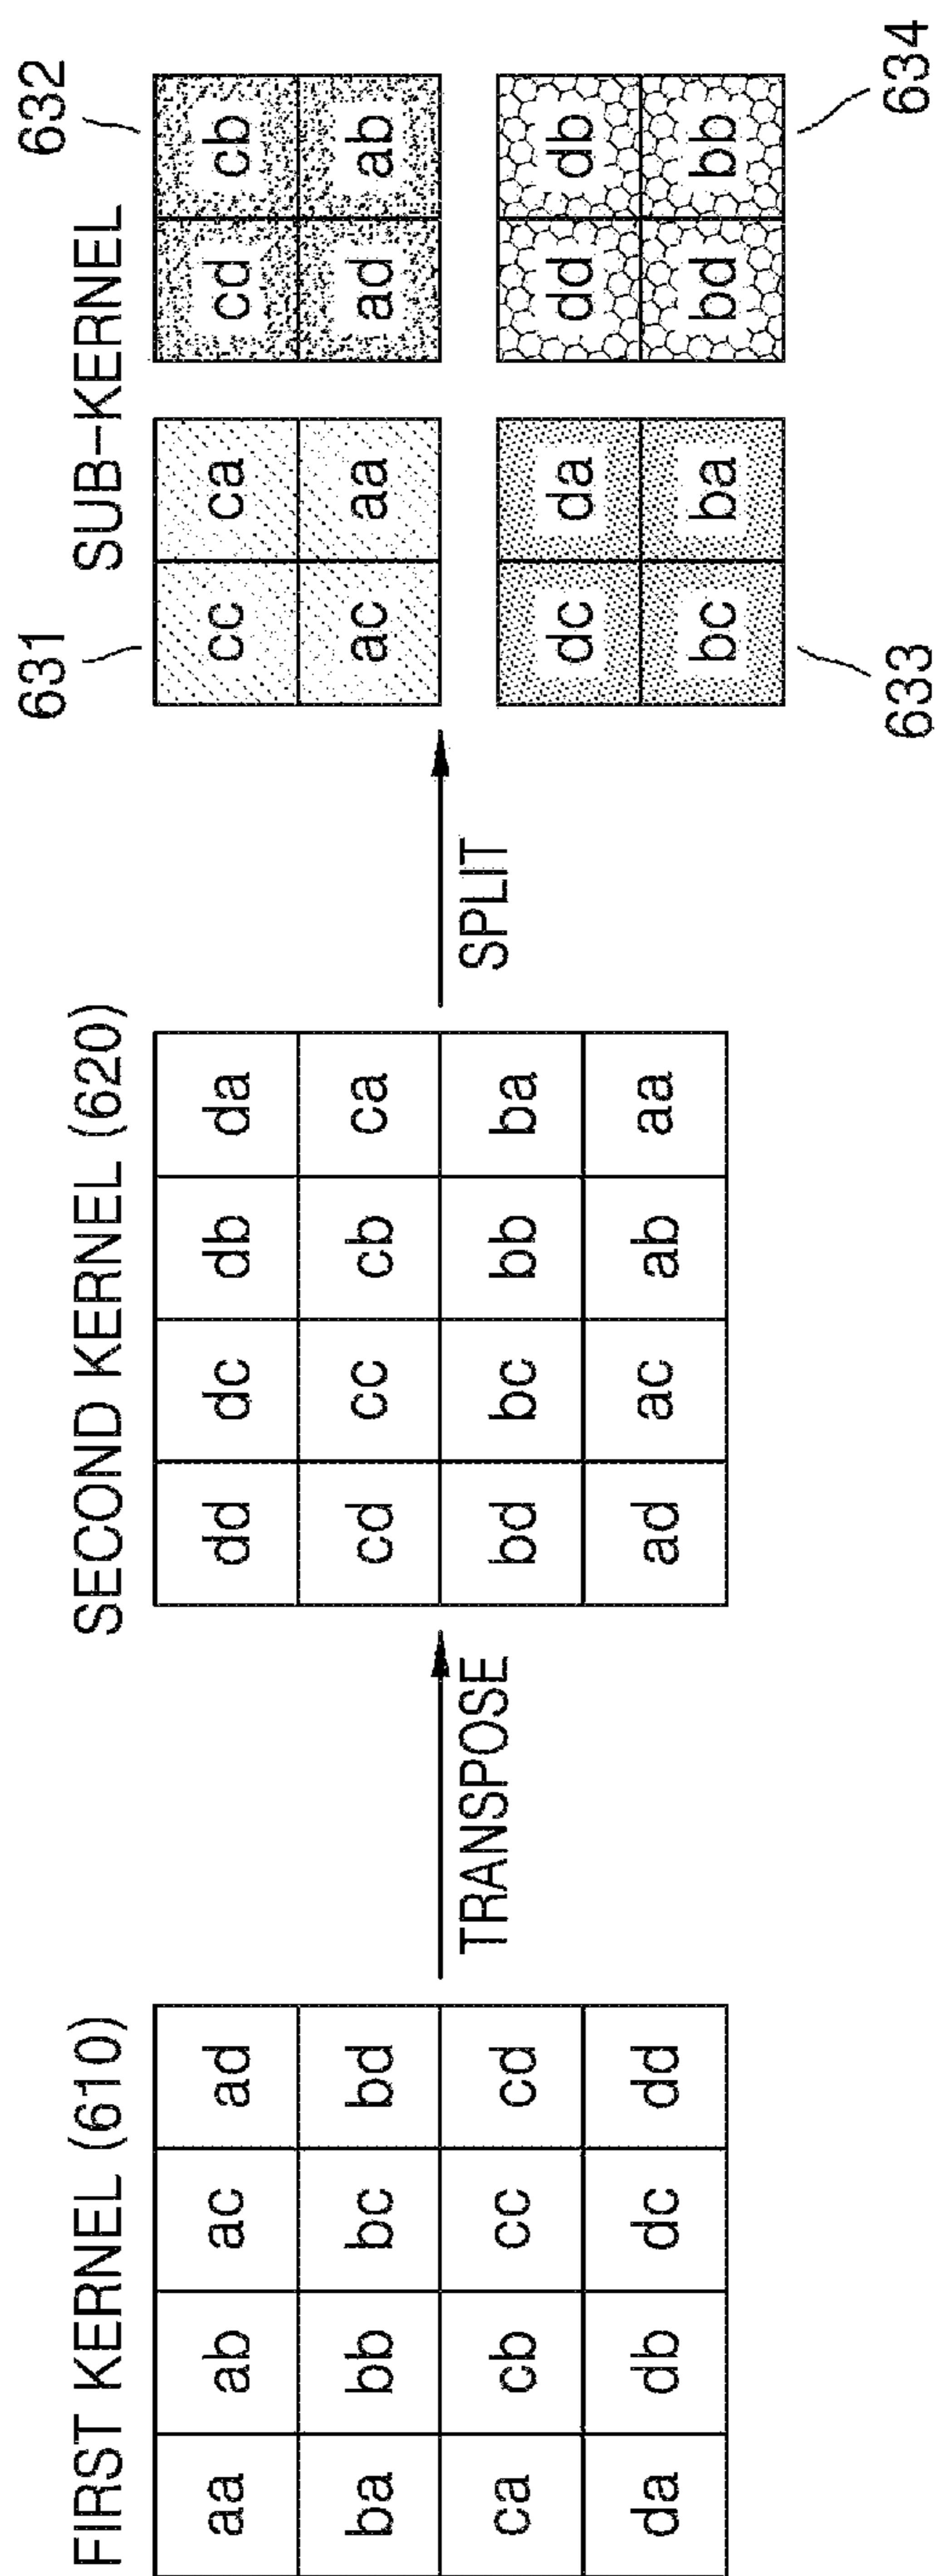 FIRST KERNEL (610)
aa ab ac ad
ba bb bc bd
ca cb cc cd
da db dc dd
TRANSPOSE
SECOND KERNEL (620)
dd dc db da
cd cc cb ca
bd bc bb ba
ad ac ab aa
SPLIT
SUB-KERNEL
631
cc ca
ac aa
632
cd cb
ad ab
dc da
bc ba
633
dd db
bd bb
634